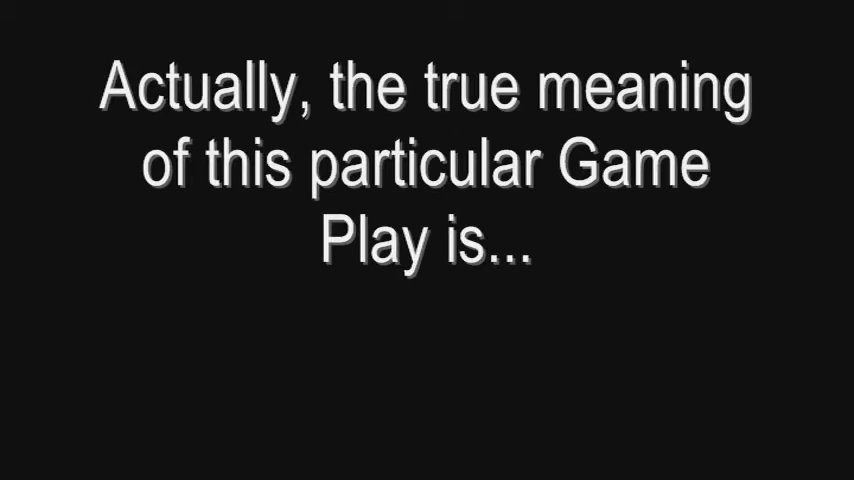 Actually, the true meaning
of this particular Game
Play is...